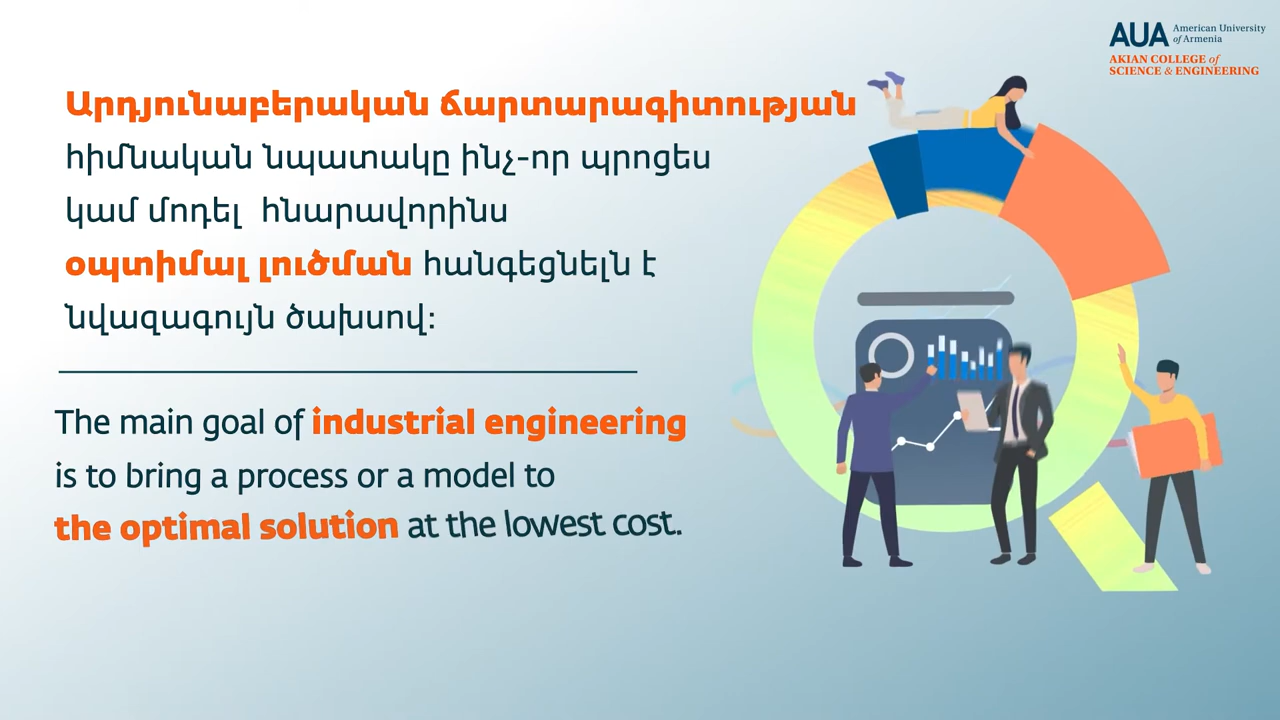 AUA American University
of Armenia
AKIAN COLLEGE of
SCIENCE & ENGINEERING
Արդյունաբերական ճարտարագիտության
հիմնական նպատակը ինչ-որ պրոցես
կամ մոդել հնարավորինս
օպտիմալ լուծման հանգեցնելն է
նվազագույն ծախսով:
The main goal of industrial engineering
is to bring a process or a model to
the optimal solution at the lowest cost.